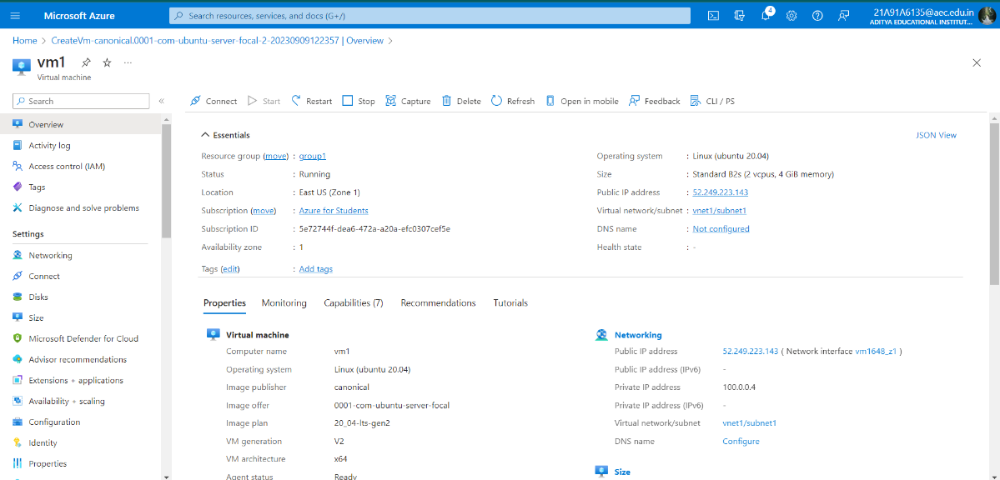 Microsoft Azure
Search resources, services, and docs (G+/)
4
21A91A6135@aec.edu.in
ADITYA EDUCATIONAL INSTITUT...
Home > CreateVm-canonical.0001-com-ubuntu-server-focal-2-20230909122357 | Overview >
vm1
...
Virtual machine
Search
«
Overview
Activity log
Access control (IAM)
Tags
Diagnose and solve problems
Settings
Networking
Connect
Disks
Size
Microsoft Defender for Cloud
Advisor recommendations
Extensions + applications
Availability + scaling
Configuration
Identity
Properties
Connect Start Restart Stop Capture Delete Refresh Open in mobile Feedback CLI / PS
Essentials
JSON View
Resource group (move) : group1
Status : Running
Location : East US (Zone 1)
Subscription (move) : Azure for Students
Subscription ID : 5e72744f-dea6-472a-a20a-efc0307cef5e
Availability zone : 1
Tags (edit) : Add tags
Operating system : Linux (ubuntu 20.04)
Size : Standard B2s (2 vcpus, 4 GiB memory)
Public IP address : 52.249.223.143
Virtual network/subnet : vnet1/subnet1
DNS name : Not configured
Health state : -
Properties Monitoring Capabilities (7) Recommendations Tutorials
Virtual machine
Computer name vm1
Operating system Linux (ubuntu 20.04)
Image publisher canonical
Image offer 0001-com-ubuntu-server-focal
Image plan 20_04-lts-gen2
VM generation V2
VM architecture x64
Agent status Ready
Networking
Public IP address 52.249.223.143 ( Network interface vm1648_z1 )
Public IP address (IPv6) -
Private IP address 100.0.0.4
Private IP address (IPv6) -
Virtual network/subnet vnet1/subnet1
DNS name Configure
Size